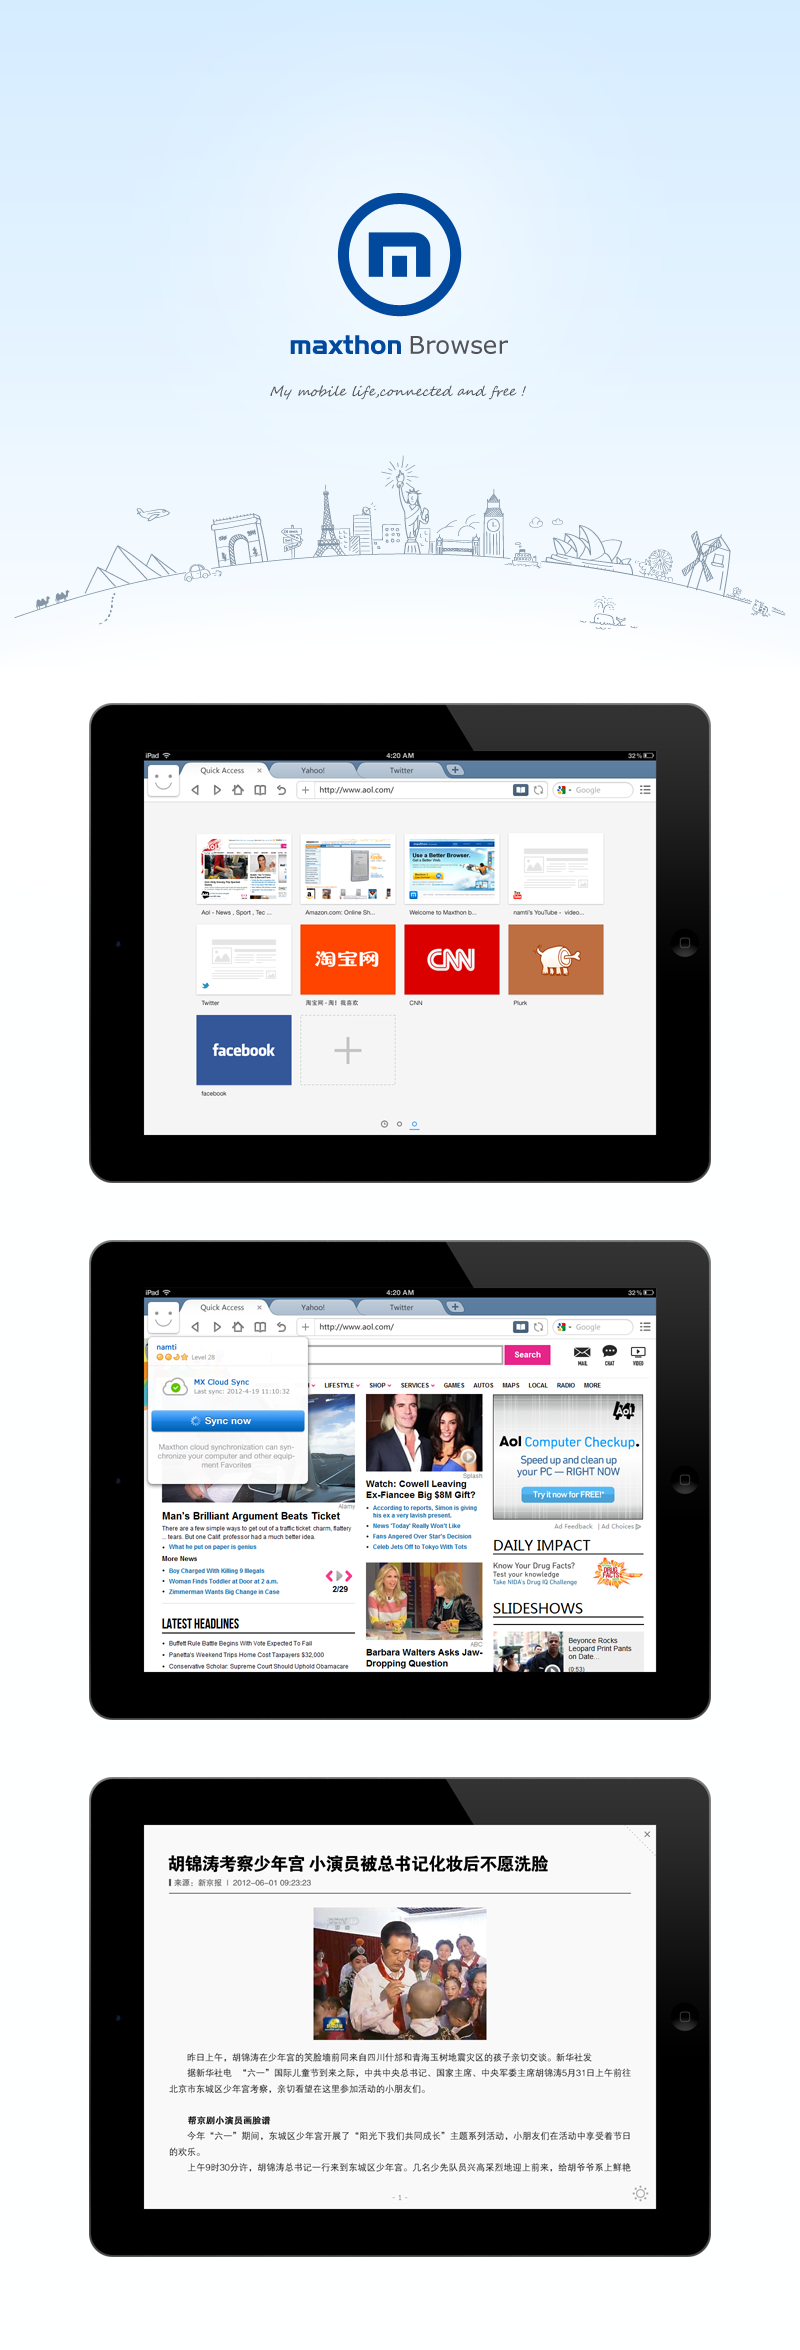 maxthon Browser
My mobile life,connected and free !
iPad 4:20 AM 32%
Quick Access × Yahoo! Twitter
http://www.aol.com/ Google
Aol - News , Sport , Tec ...
Amazon.com: Online Sh...
Use a Better Browser.
Welcome to Maxthon b...
You Tube
namti's YouTube - video...
Twitter
淘宝网
淘宝网 - 淘！我喜欢
CNN
CNN
Plurk
facebook
facebook
iPad 4:20 AM 32%
Quick Access × Yahoo! Twitter
http://www.aol.com/ Google
namti
Level 28
MX Cloud Sync
Last sync: 2012-4-19 11:10:32
Sync now
Maxthon cloud synchronization can syn-
chronize your computer and other equip-
ment Favorites
Search
MAIL CHAT VIDEO
LIFESTYLE SHOP SERVICES GAMES AUTOS MAPS LOCAL RADIO MORE
Alamy
Man's Brilliant Argument Beats Ticket
There are a few simple ways to get out of a traffic ticket: charm, flattery
... tears. But one Calif. professor had a much better idea.
What he put on paper is genius
More News
Boy Charged With Killing 9 Illegals
Woman Finds Toddler at Door at 2 a.m.
Zimmerman Wants Big Change in Case
2/29
LATEST HEADLINES
Buffett Rule Battle Begins With Vote Expected To Fail
Panetta's Weekend Trips Home Cost Taxpayers $32,000
Conservative Scholar: Supreme Court Should Uphold Obamacare
Splash
Watch: Cowell Leaving
Ex-Fiancee Big $8M Gift?
According to reports, Simon is giving
his ex a very lavish present.
News 'Today' Really Won't Like
Fans Angered Over Star's Decision
Celeb Jets Off to Tokyo With Tots
ABC
Barbara Walters Asks Jaw-
Dropping Question
Aol.
Aol Computer Checkup.
Speed up and clean up
your PC — RIGHT NOW
Try it now for FREE!*
Ad Feedback | Ad Choices
DAILY IMPACT
Know Your Drug Facts?
Test your knowledge
Take NIDA's Drug IQ Challenge
DRUG FACTS
SLIDESHOWS
Beyonce Rocks
Leopard Print Pants
on Date...
(0:53)
胡锦涛考察少年宫 小演员被总书记化妆后不愿洗脸
来源：新京报 | 2012-06-01 09:23:23
昨日上午，胡锦涛在少年宫的笑脸墙前同来自四川什邡和青海玉树地震灾区的孩子亲切交谈。新华社发
据新华社电 “六一”国际儿童节到来之际，中共中央总书记、国家主席、中央军委主席胡锦涛5月31日上午前往
北京市东城区少年宫考察，亲切看望在这里参加活动的小朋友们。
帮京剧小演员画脸谱
今年“六一”期间，东城区少年宫开展了“阳光下我们共同成长”主题系列活动，小朋友们在活动中享受着节日
的欢乐。
上午9时30分许，胡锦涛总书记一行来到东城区少年宫。几名少先队员兴高采烈地迎上前来，给胡爷爷系上鲜艳
- 1 -